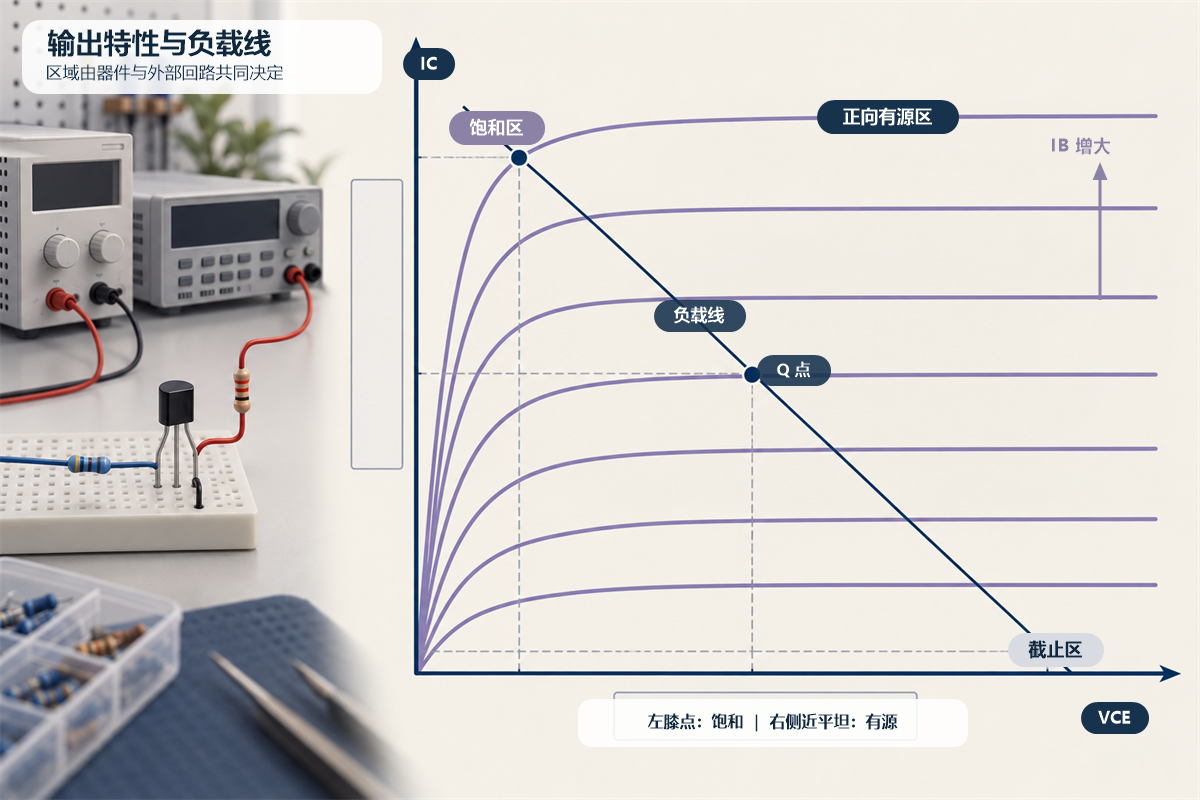 输出特性与负载线
区域由器件与外部回路共同决定
IC
饱和区
正向有源区
IB 增大
负载线
Q 点
截止区
左膝点：饱和 | 右侧近平坦：有源
VCE